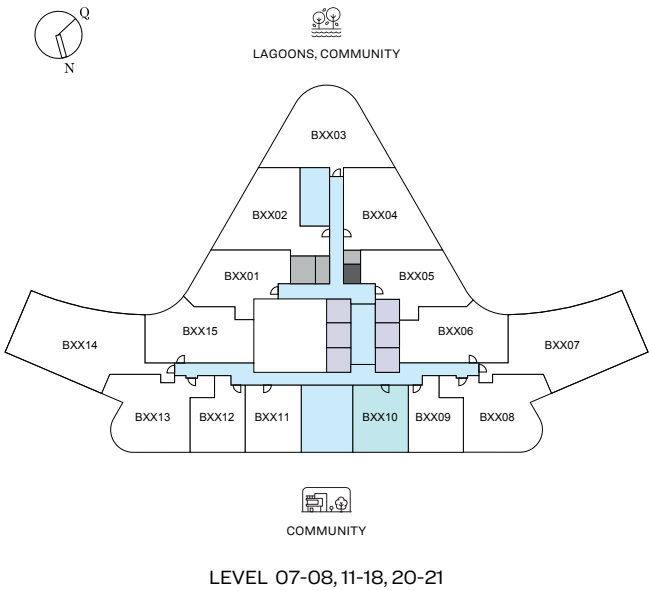 Q
N
LAGOONS, COMMUNITY
BXX03
BXX02
BXX04
BXX01
BXX05
BXX15
BXX06
BXX14
BXX07
BXX13
BXX12
BXX11
BXX10
BXX09
BXX08
COMMUNITY
LEVEL 07-08, 11-18, 20-21